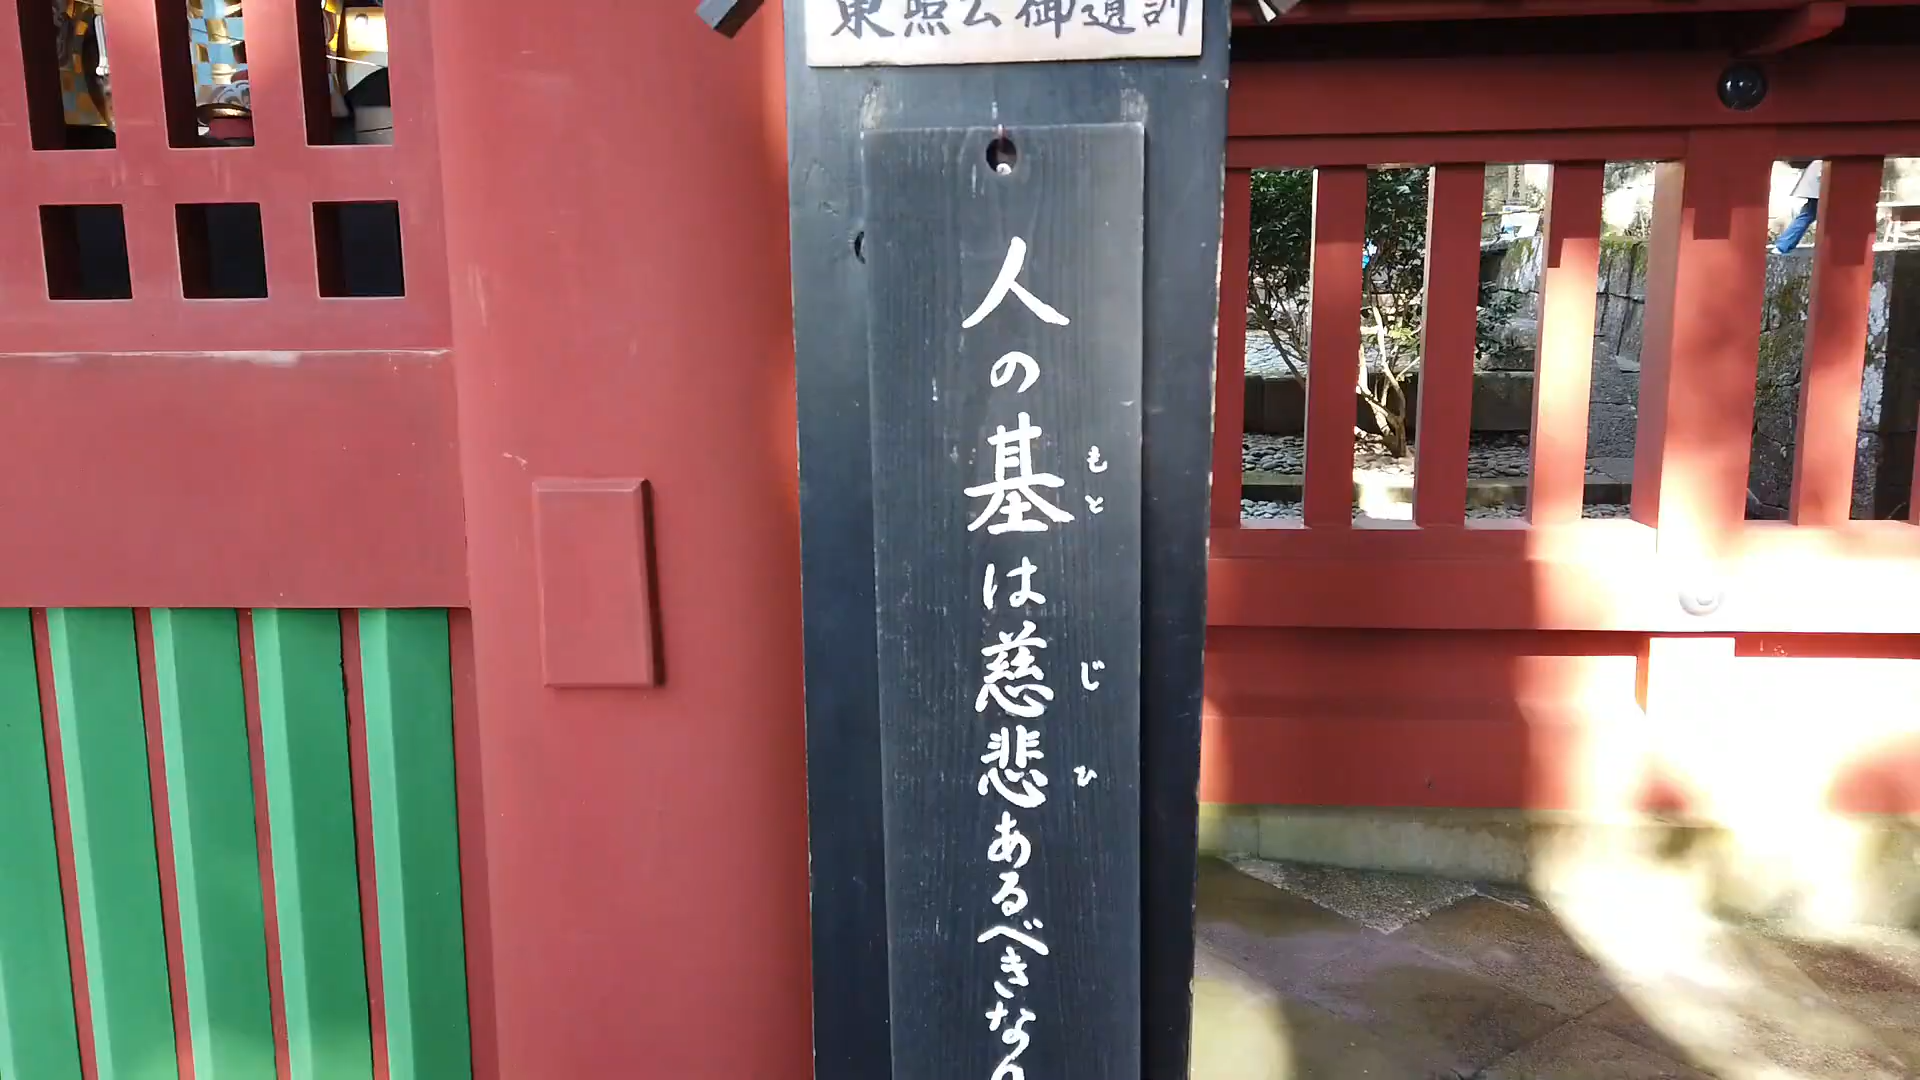 東照公御遺訓
人の基は慈悲あるべきなり
もと
じひ